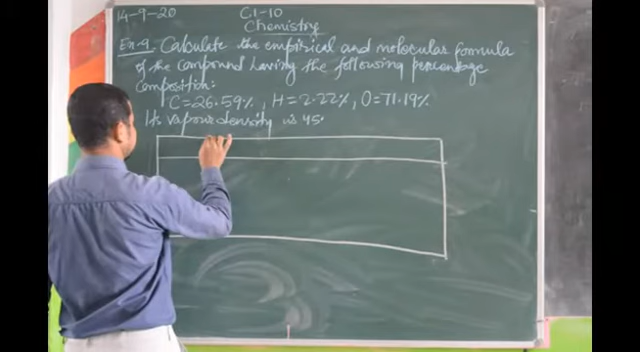 14-9-20 Cl-10
Chemistry
Ex-9. Calculate the empirical and molecular formula
of the compound having the following percentage
composition:
C=26.59%, H=2.22%, O=71.19%
Its vapour density is 45.